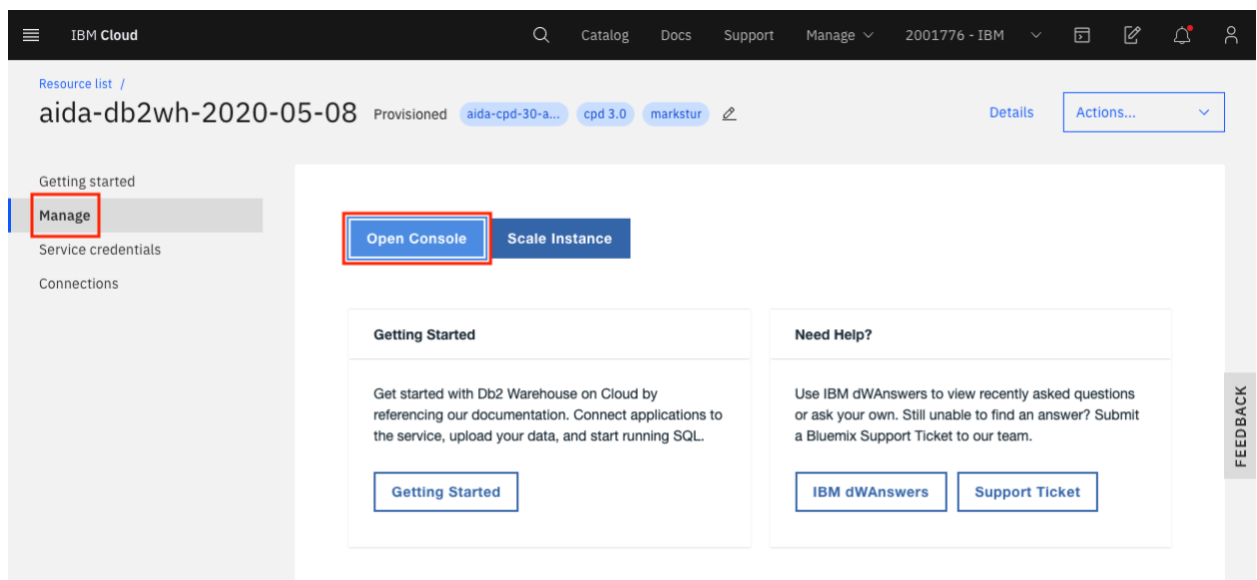 IBM Cloud Catalog Docs Support Manage 2001776 - IBM
Resource list /
aida-db2wh-2020-05-08 Provisioned aida-cpd-30-a... cpd 3.0 markstur Details Actions...
Getting started
Manage
Service credentials
Connections
Open Console Scale Instance
Getting Started
Get started with Db2 Warehouse on Cloud by
referencing our documentation. Connect applications to
the service, upload your data, and start running SQL.
Getting Started
Need Help?
Use IBM dWAnswers to view recently asked questions
or ask your own. Still unable to find an answer? Submit
a Bluemix Support Ticket to our team.
IBM dWAnswers Support Ticket
FEEDBACK